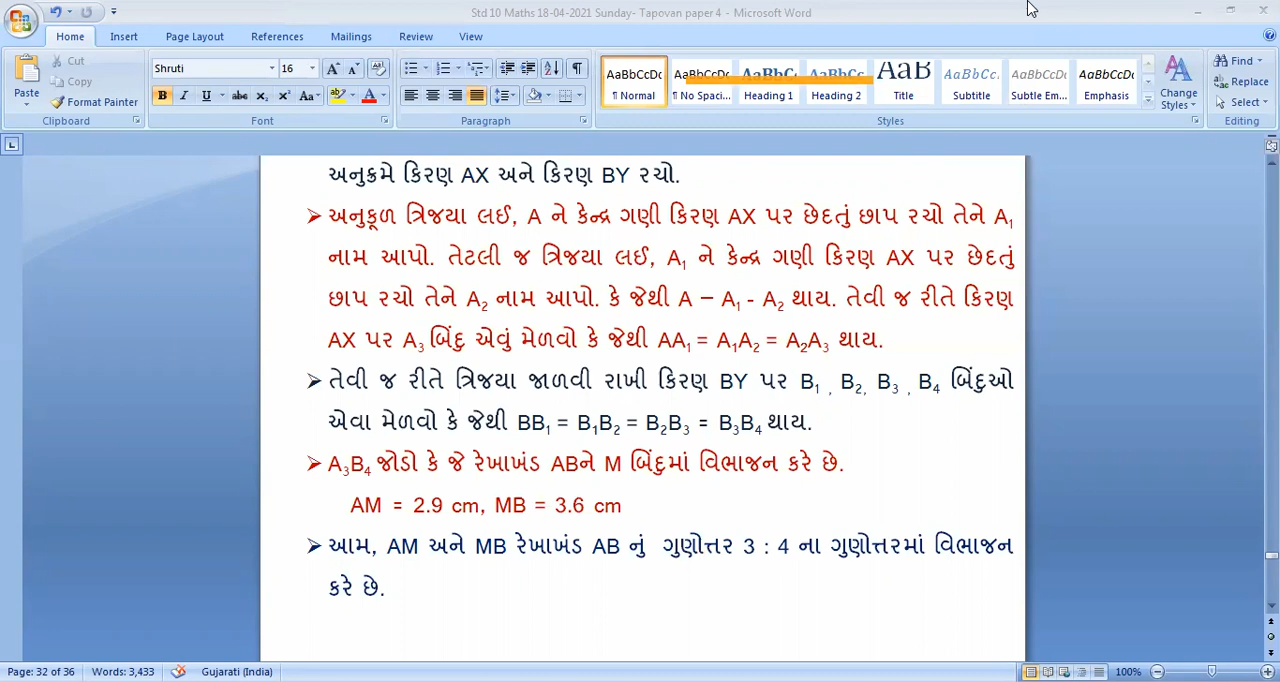 Std 10 Maths 18-04-2021 Sunday- Tapovan paper 4 - Microsoft Word
Home Insert Page Layout References Mailings Review View
Paste
Cut
Copy
Format Painter
Clipboard
Shruti 16
Font
Paragraph
AaBbCcDc AaBbCcDc AaBbCc AaBbCc AaB AaBbCc. AaBbCcDc AaBbCcDc
¶ Normal ¶ No Spaci... Heading 1 Heading 2 Title Subtitle Subtle Em... Emphasis
Change Styles
Styles
Find
Replace
Select
Editing
અનુક્રમે કિરણ AX અને કિરણ BY રચો.
➢ અનુકૂળ ત્રિજ્યા લઈ, A ને કેન્દ્ર ગણી કિરણ AX પર છેદતું છાપ રચો તેને A₁
નામ આપો. તેટલી જ ત્રિજ્યા લઈ, A₁ ને કેન્દ્ર ગણી કિરણ AX પર છેદતું
છાપ રચો તેને A₂ નામ આપો. કે જેથી A – A₁ - A₂ થાય. તેવી જ રીતે કિરણ
AX પર A₃ બિંદુ એવું મેળવો કે જેથી AA₁ = A₁A₂ = A₂A₃ થાય.
➢ તેવી જ રીતે ત્રિજ્યા જાળવી રાખી કિરણ BY પર B₁ , B₂, B₃ , B₄ બિંદુઓ
એવા મેળવો કે જેથી BB₁ = B₁B₂ = B₂B₃ = B₃B₄ થાય.
➢ A₃B₄ જોડો કે જે રેખાખંડ ABને M બિંદુમાં વિભાજન કરે છે.
AM = 2.9 cm, MB = 3.6 cm
➢ આમ, AM અને MB રેખાખંડ AB નું ગુણોત્તર 3 : 4 ના ગુણોત્તરમાં વિભાજન
કરે છે.
Page: 32 of 36 Words: 3,433 Gujarati (India) 100%